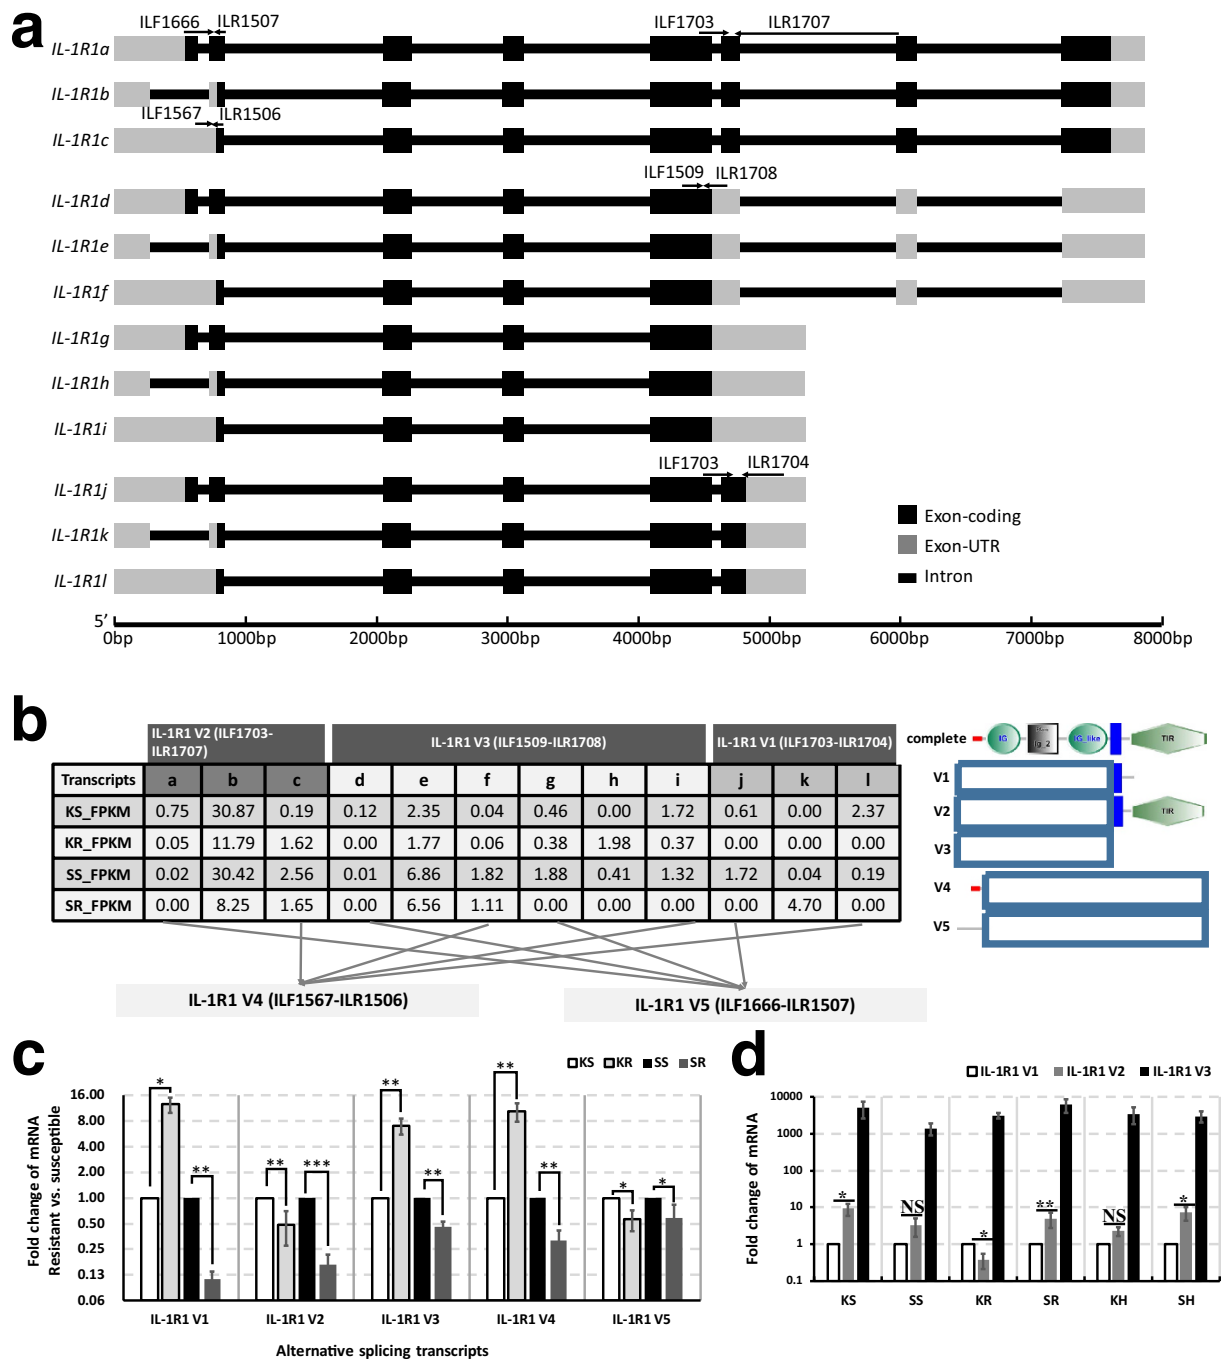 a
ILF1666 ILR1507 ILF1703 ILR1707
IL-1R1a
IL-1R1b
ILF1567 ILR1506
IL-1R1c
ILF1509 ILR1708
IL-1R1d
IL-1R1e
IL-1R1f
IL-1R1g
IL-1R1h
IL-1R1i
ILF1703 ILR1704
IL-1R1j
IL-1R1k
IL-1R1l
Exon-coding
Exon-UTR
Intron
5’
0bp 1000bp 2000bp 3000bp 4000bp 5000bp 6000bp 7000bp 8000bp
b
IL-1R1 V2 (ILF1703-
ILR1707)
IL-1R1 V3 (ILF1509-ILR1708)
IL-1R1 V1 (ILF1703-ILR1704)
Transcripts a b c d e f g h i j k l
KS_FPKM 0.75 30.87 0.19 0.12 2.35 0.04 0.46 0.00 1.72 0.61 0.00 2.37
KR_FPKM 0.05 11.79 1.62 0.00 1.77 0.06 0.38 1.98 0.37 0.00 0.00 0.00
SS_FPKM 0.02 30.42 2.56 0.01 6.86 1.82 1.88 0.41 1.32 1.72 0.04 0.19
SR_FPKM 0.00 8.25 1.65 0.00 6.56 1.11 0.00 0.00 0.00 0.00 4.70 0.00
IL-1R1 V4 (ILF1567-ILR1506)
IL-1R1 V5 (ILF1666-ILR1507)
complete IG Ig_2 IG_like TIR
V1
V2 TIR
V3
V4
V5
c
KS KR SS SR
Fold change of mRNA
Resistant vs. susceptible
16.00
8.00
4.00
2.00
1.00
0.50
0.25
0.13
0.06
* ** ** *** ** ** ** ** * *
IL-1R1 V1 IL-1R1 V2 IL-1R1 V3 IL-1R1 V4 IL-1R1 V5
Alternative splicing transcripts
d
IL-1R1 V1 IL-1R1 V2 IL-1R1 V3
Fold change of mRNA
10000
1000
100
10
1
0.1
* NS * ** NS *
KS SS KR SR KH SH